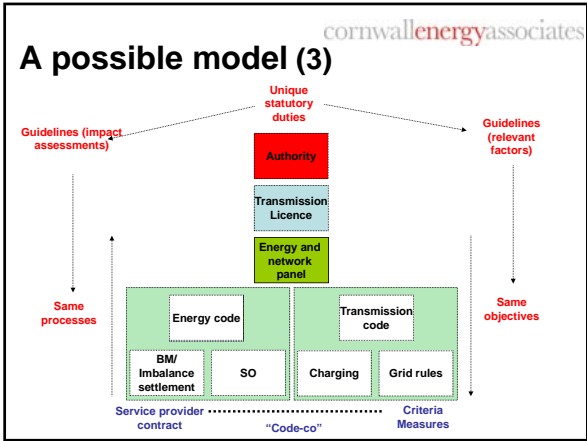 cornwallenergyassociates
A possible model (3)
Unique
statutory
duties
Guidelines (impact
assessments)
Guidelines
(relevant
factors)
Authority
Transmission
Licence
Energy and
network
panel
Same
processes
Same
objectives
Energy code
Transmission
code
BM/
Imbalance
settlement
SO
Charging
Grid rules
Service provider
contract
"Code-co"
Criteria
Measures